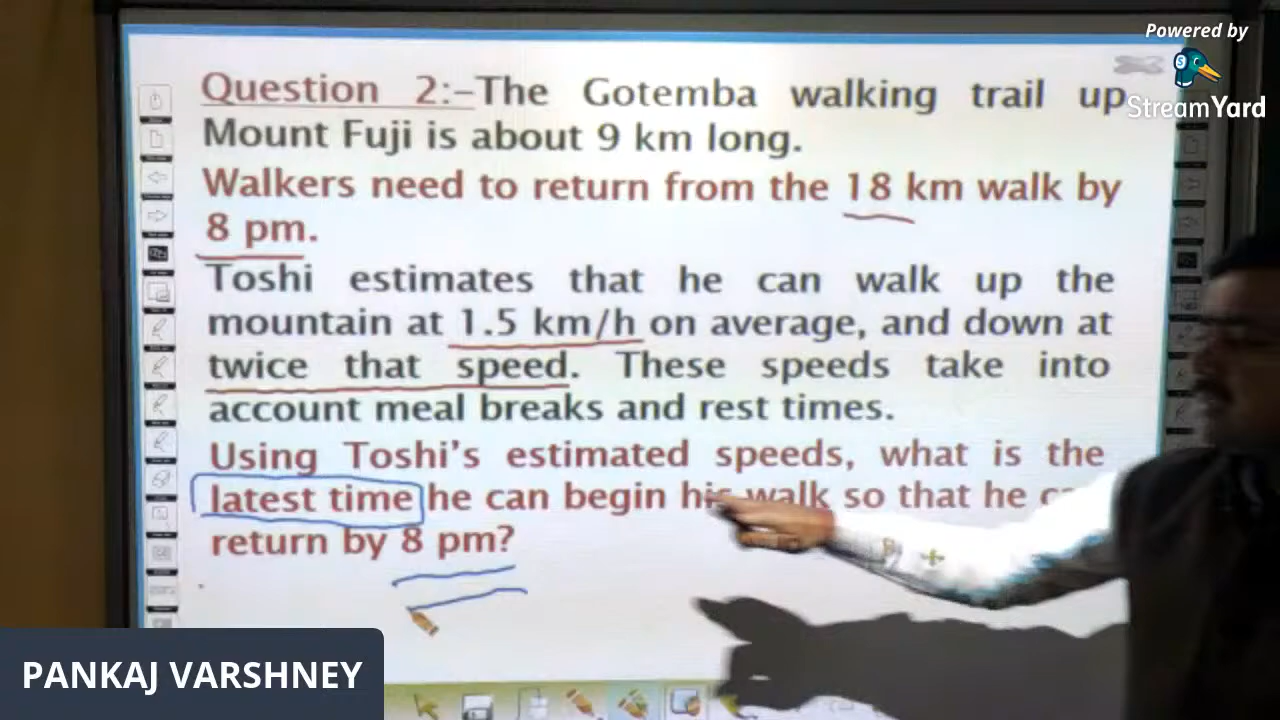 Powered by
StreamYard
Question 2:-The Gotemba walking trail up
Mount Fuji is about 9 km long.
Walkers need to return from the 18 km walk by
8 pm.
Toshi estimates that he can walk up the
mountain at 1.5 km/h on average, and down at
twice that speed. These speeds take into
account meal breaks and rest times.
Using Toshi's estimated speeds, what is the
latest time he can begin his walk so that he
return by 8 pm?
PANKAJ VARSHNEY